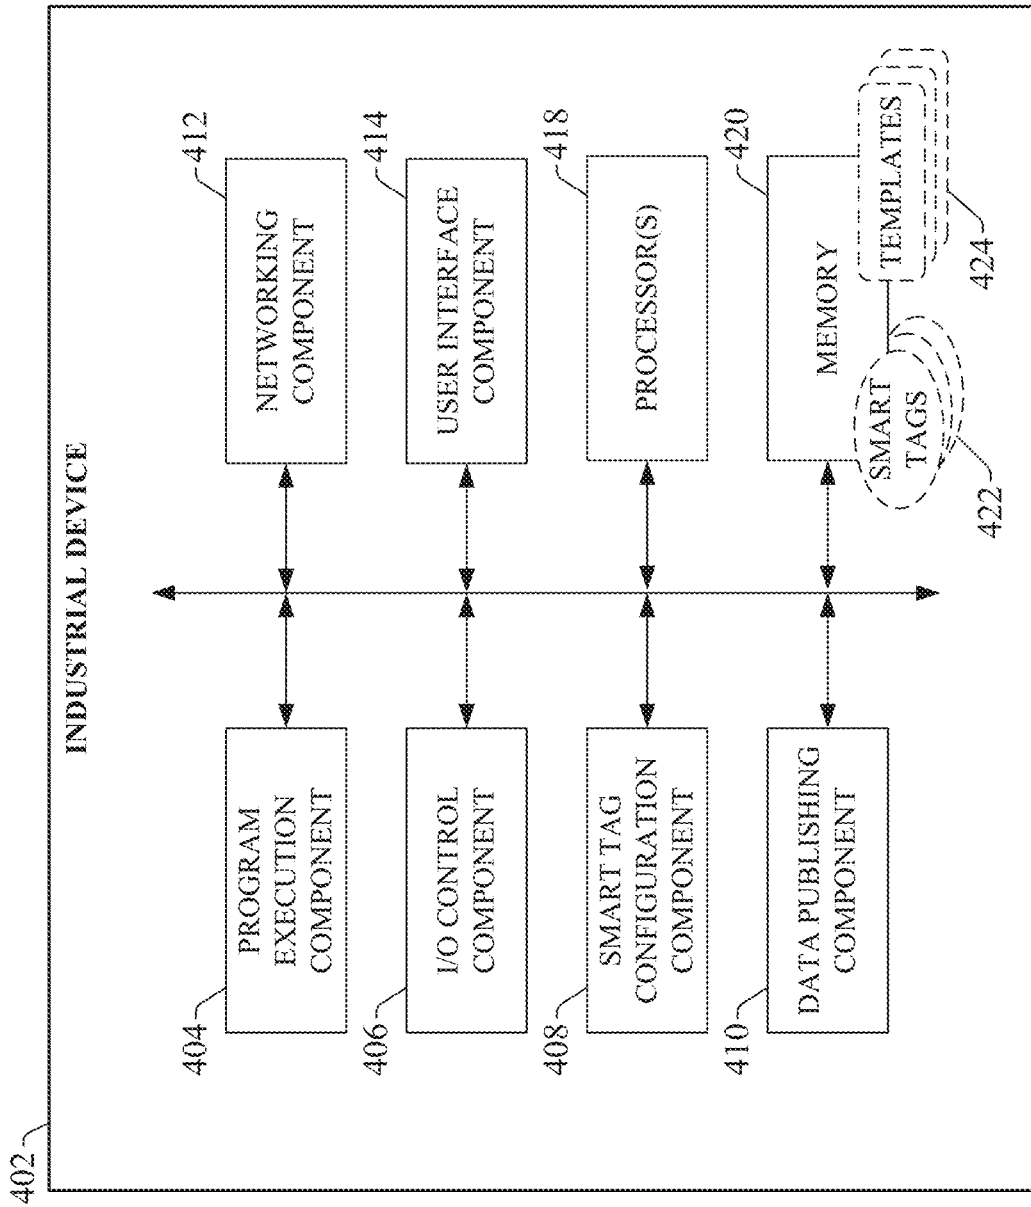 402
INDUSTRIAL DEVICE
404
PROGRAM
EXECUTION
COMPONENT
412
NETWORKING
COMPONENT
406
I/O CONTROL
COMPONENT
414
USER INTERFACE
COMPONENT
408
SMART TAG
CONFIGURATION
COMPONENT
418
PROCESSOR(S)
410
DATA PUBLISHING
COMPONENT
420
MEMORY
SMART
TAGS
422
TEMPLATES
424